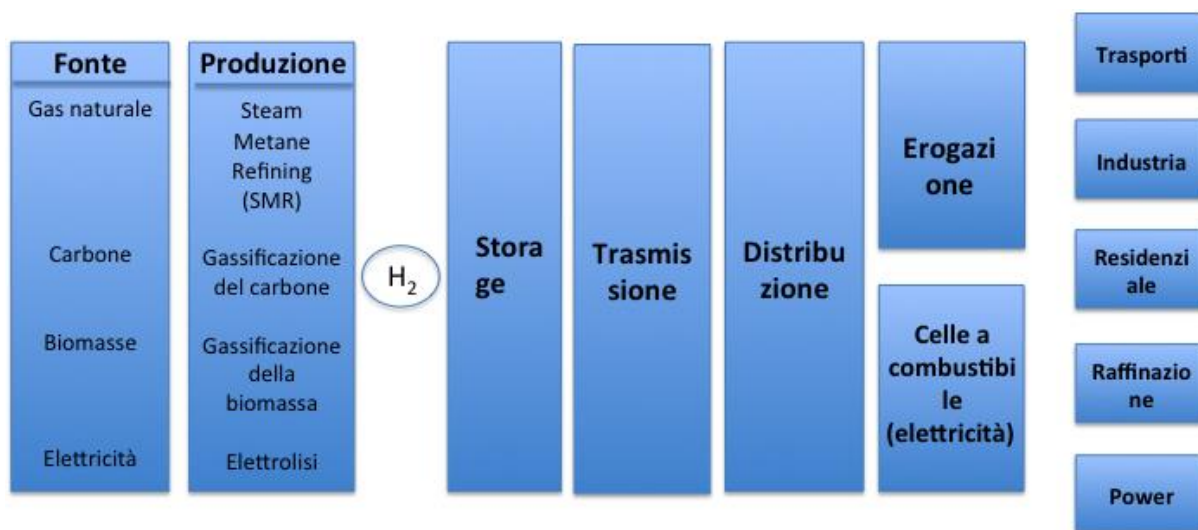 Fonte
Gas naturale
Carbone
Biomasse
Elettricità
Produzione
Steam
Metane
Refining
(SMR)
Gassificazione
del carbone
Gassificazione
della
biomassa
Elettrolisi
H₂
Stora
ge
Trasmis
sione
Distribu
zione
Erogazi
one
Celle a
combustibi
le
(elettricità)
Trasporti
Industria
Residenzi
ale
Raffinazio
ne
Power